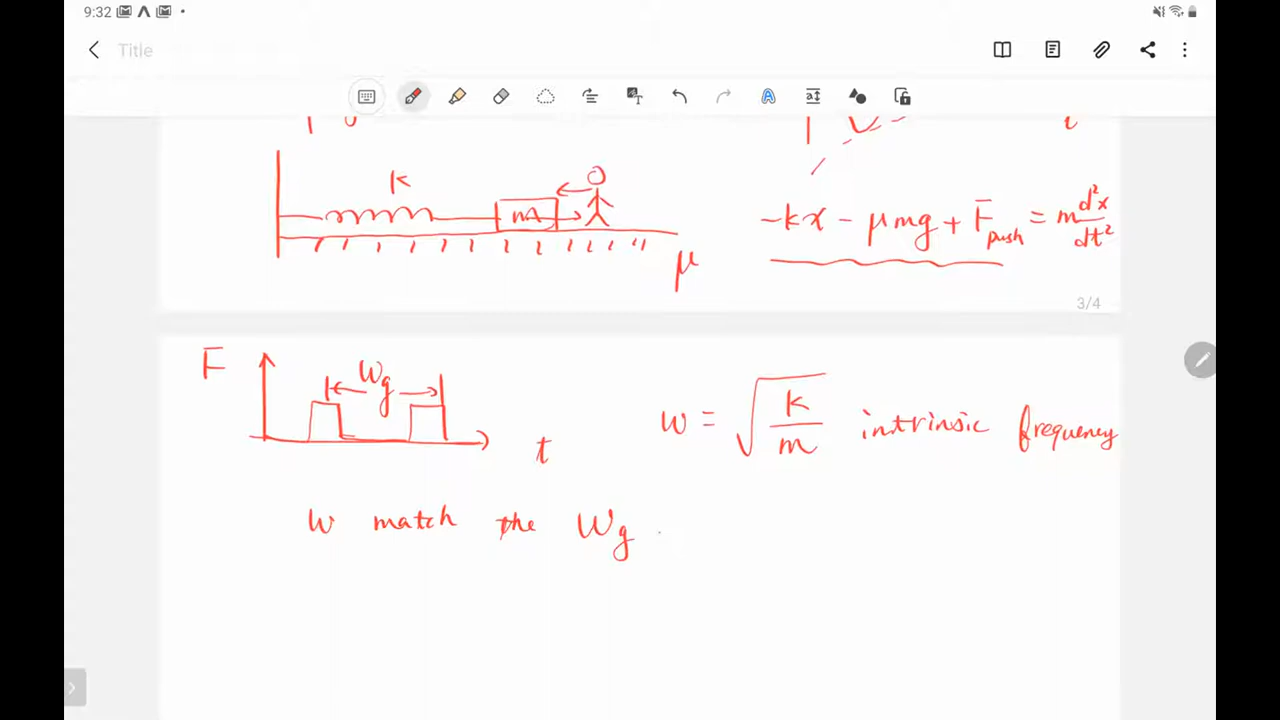 9:32
Title
k
m
-kx - μmg + F_push = m d²x/dt²
μ
3/4
F
W_g
t
w = √(k/m) intrinsic frequency
w match the W_g